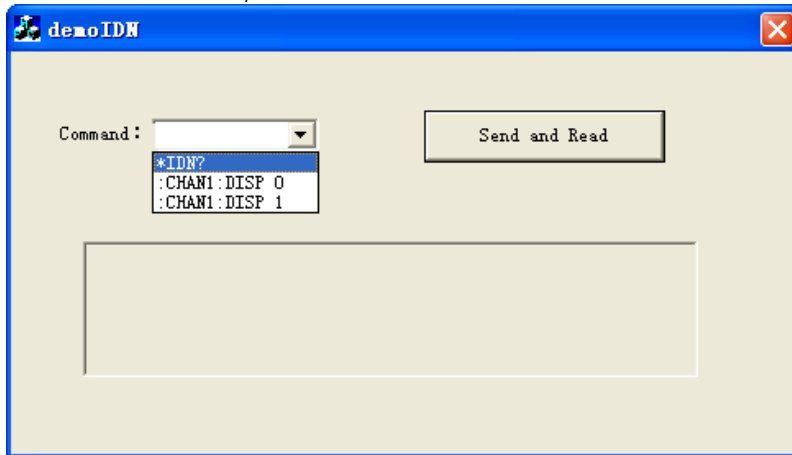 demoIDN
Command: Send and Read
*IDN?
:CHAN1:DISP 0
:CHAN1:DISP 1